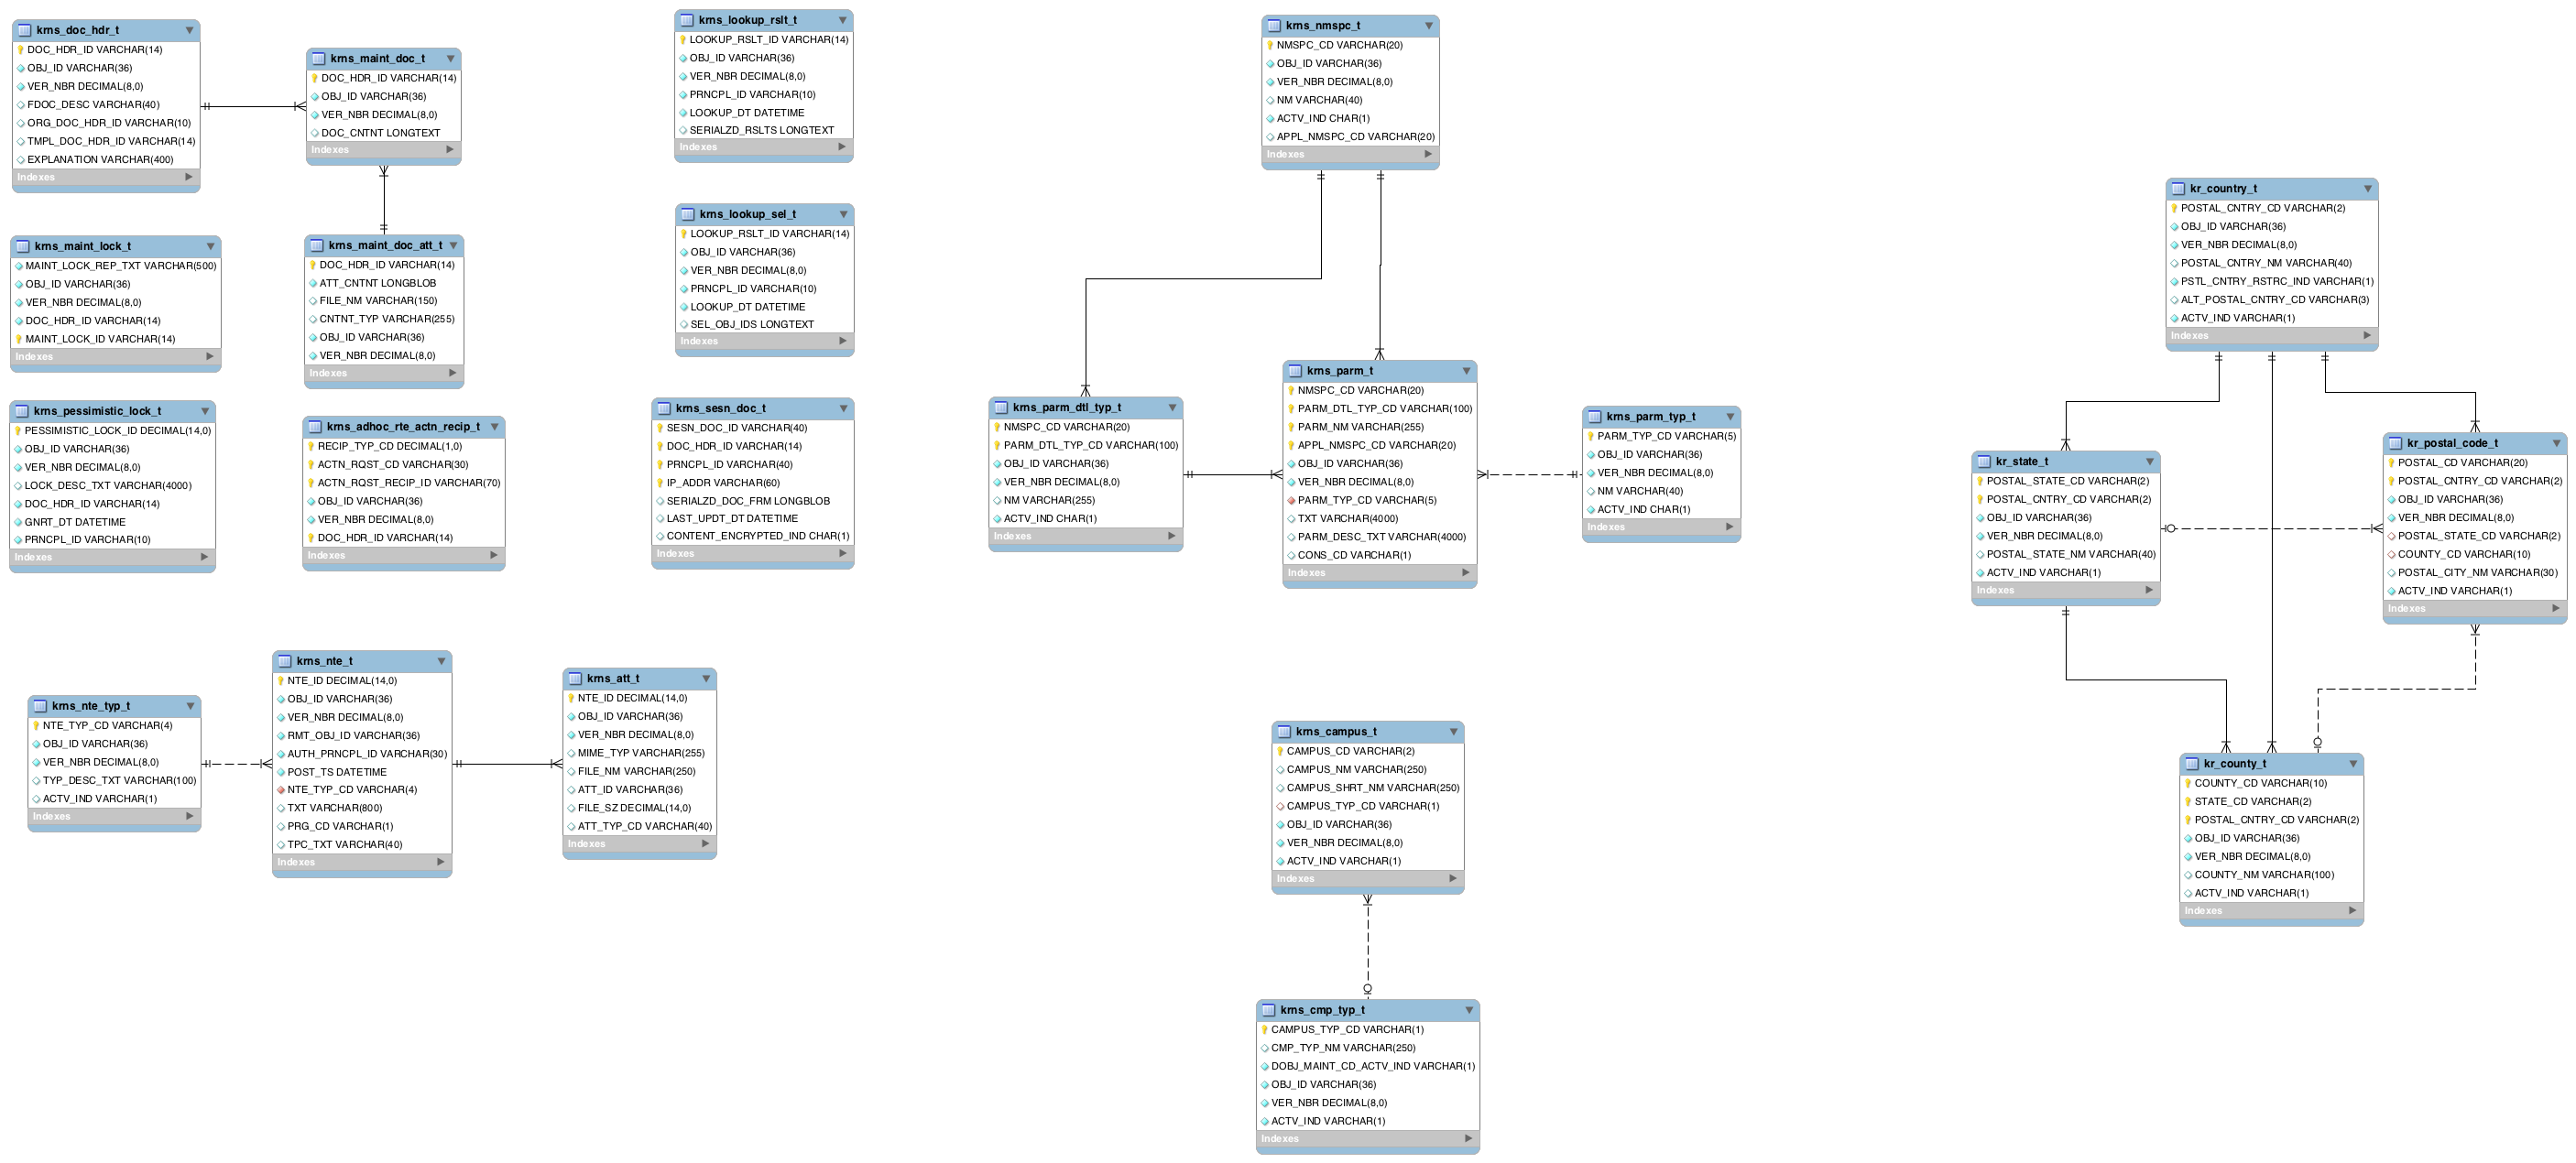 krns_doc_hdr_t
DOC_HDR_ID VARCHAR(14)
OBJ_ID VARCHAR(36)
VER_NBR DECIMAL(8,0)
FDOC_DESC VARCHAR(40)
ORG_DOC_HDR_ID VARCHAR(10)
TMPL_DOC_HDR_ID VARCHAR(14)
EXPLANATION VARCHAR(400)
Indexes
krns_maint_doc_t
DOC_HDR_ID VARCHAR(14)
OBJ_ID VARCHAR(36)
VER_NBR DECIMAL(8,0)
DOC_CNTNT LONGTEXT
Indexes
krns_lookup_rslt_t
LOOKUP_RSLT_ID VARCHAR(14)
OBJ_ID VARCHAR(36)
VER_NBR DECIMAL(8,0)
PRNCPL_ID VARCHAR(10)
LOOKUP_DT DATETIME
SERIALZD_RSLTS LONGTEXT
Indexes
krns_nmspc_t
NMSPC_CD VARCHAR(20)
OBJ_ID VARCHAR(36)
VER_NBR DECIMAL(8,0)
NM VARCHAR(40)
ACTV_IND CHAR(1)
APPL_NMSPC_CD VARCHAR(20)
Indexes
kr_country_t
POSTAL_CNTRY_CD VARCHAR(2)
OBJ_ID VARCHAR(36)
VER_NBR DECIMAL(8,0)
POSTAL_CNTRY_NM VARCHAR(40)
PSTL_CNTRY_RSTRC_IND VARCHAR(1)
ALT_POSTAL_CNTRY_CD VARCHAR(3)
ACTV_IND VARCHAR(1)
Indexes
krns_maint_lock_t
MAINT_LOCK_REP_TXT VARCHAR(500)
OBJ_ID VARCHAR(36)
VER_NBR DECIMAL(8,0)
DOC_HDR_ID VARCHAR(14)
MAINT_LOCK_ID VARCHAR(14)
Indexes
krns_maint_doc_att_t
DOC_HDR_ID VARCHAR(14)
ATT_CNTNT LONGBLOB
FILE_NM VARCHAR(150)
CNTNT_TYP VARCHAR(255)
OBJ_ID VARCHAR(36)
VER_NBR DECIMAL(8,0)
Indexes
krns_lookup_sel_t
LOOKUP_RSLT_ID VARCHAR(14)
OBJ_ID VARCHAR(36)
VER_NBR DECIMAL(8,0)
PRNCPL_ID VARCHAR(10)
LOOKUP_DT DATETIME
SEL_OBJ_IDS LONGTEXT
Indexes
krns_pessimistic_lock_t
PESSIMISTIC_LOCK_ID DECIMAL(14,0)
OBJ_ID VARCHAR(36)
VER_NBR DECIMAL(8,0)
LOCK_DESC_TXT VARCHAR(4000)
DOC_HDR_ID VARCHAR(14)
GNRT_DT DATETIME
PRNCPL_ID VARCHAR(10)
Indexes
krns_adhoc_rte_actn_recip_t
RECIP_TYP_CD DECIMAL(1,0)
ACTN_RQST_CD VARCHAR(30)
ACTN_RQST_RECIP_ID VARCHAR(70)
OBJ_ID VARCHAR(36)
VER_NBR DECIMAL(8,0)
DOC_HDR_ID VARCHAR(14)
Indexes
krns_sesn_doc_t
SESN_DOC_ID VARCHAR(40)
DOC_HDR_ID VARCHAR(14)
PRNCPL_ID VARCHAR(40)
IP_ADDR VARCHAR(60)
SERIALZD_DOC_FRM LONGBLOB
LAST_UPDT_DT DATETIME
CONTENT_ENCRYPTED_IND CHAR(1)
Indexes
krns_parm_dtl_typ_t
NMSPC_CD VARCHAR(20)
PARM_DTL_TYP_CD VARCHAR(100)
OBJ_ID VARCHAR(36)
VER_NBR DECIMAL(8,0)
NM VARCHAR(255)
ACTV_IND CHAR(1)
Indexes
krns_parm_t
NMSPC_CD VARCHAR(20)
PARM_DTL_TYP_CD VARCHAR(100)
PARM_NM VARCHAR(255)
APPL_NMSPC_CD VARCHAR(20)
OBJ_ID VARCHAR(36)
VER_NBR DECIMAL(8,0)
PARM_TYP_CD VARCHAR(5)
TXT VARCHAR(4000)
PARM_DESC_TXT VARCHAR(4000)
CONS_CD VARCHAR(1)
Indexes
krns_parm_typ_t
PARM_TYP_CD VARCHAR(5)
OBJ_ID VARCHAR(36)
VER_NBR DECIMAL(8,0)
NM VARCHAR(40)
ACTV_IND CHAR(1)
Indexes
kr_state_t
POSTAL_STATE_CD VARCHAR(2)
POSTAL_CNTRY_CD VARCHAR(2)
OBJ_ID VARCHAR(36)
VER_NBR DECIMAL(8,0)
POSTAL_STATE_NM VARCHAR(40)
ACTV_IND VARCHAR(1)
Indexes
kr_postal_code_t
POSTAL_CD VARCHAR(20)
POSTAL_CNTRY_CD VARCHAR(2)
OBJ_ID VARCHAR(36)
VER_NBR DECIMAL(8,0)
POSTAL_STATE_CD VARCHAR(2)
COUNTY_CD VARCHAR(10)
POSTAL_CITY_NM VARCHAR(30)
ACTV_IND VARCHAR(1)
Indexes
krns_nte_typ_t
NTE_TYP_CD VARCHAR(4)
OBJ_ID VARCHAR(36)
VER_NBR DECIMAL(8,0)
TYP_DESC_TXT VARCHAR(100)
ACTV_IND VARCHAR(1)
Indexes
krns_nte_t
NTE_ID DECIMAL(14,0)
OBJ_ID VARCHAR(36)
VER_NBR DECIMAL(8,0)
RMT_OBJ_ID VARCHAR(36)
AUTH_PRNCPL_ID VARCHAR(30)
POST_TS DATETIME
NTE_TYP_CD VARCHAR(4)
TXT VARCHAR(800)
PRG_CD VARCHAR(1)
TPC_TXT VARCHAR(40)
Indexes
krns_att_t
NTE_ID DECIMAL(14,0)
OBJ_ID VARCHAR(36)
VER_NBR DECIMAL(8,0)
MIME_TYP VARCHAR(255)
FILE_NM VARCHAR(250)
ATT_ID VARCHAR(36)
FILE_SZ DECIMAL(14,0)
ATT_TYP_CD VARCHAR(40)
Indexes
krns_campus_t
CAMPUS_CD VARCHAR(2)
CAMPUS_NM VARCHAR(250)
CAMPUS_SHRT_NM VARCHAR(250)
CAMPUS_TYP_CD VARCHAR(1)
OBJ_ID VARCHAR(36)
VER_NBR DECIMAL(8,0)
ACTV_IND VARCHAR(1)
Indexes
kr_county_t
COUNTY_CD VARCHAR(10)
STATE_CD VARCHAR(2)
POSTAL_CNTRY_CD VARCHAR(2)
OBJ_ID VARCHAR(36)
VER_NBR DECIMAL(8,0)
COUNTY_NM VARCHAR(100)
ACTV_IND VARCHAR(1)
Indexes
krns_cmp_typ_t
CAMPUS_TYP_CD VARCHAR(1)
CMP_TYP_NM VARCHAR(250)
DOBJ_MAINT_CD_ACTV_IND VARCHAR(1)
OBJ_ID VARCHAR(36)
VER_NBR DECIMAL(8,0)
ACTV_IND VARCHAR(1)
Indexes